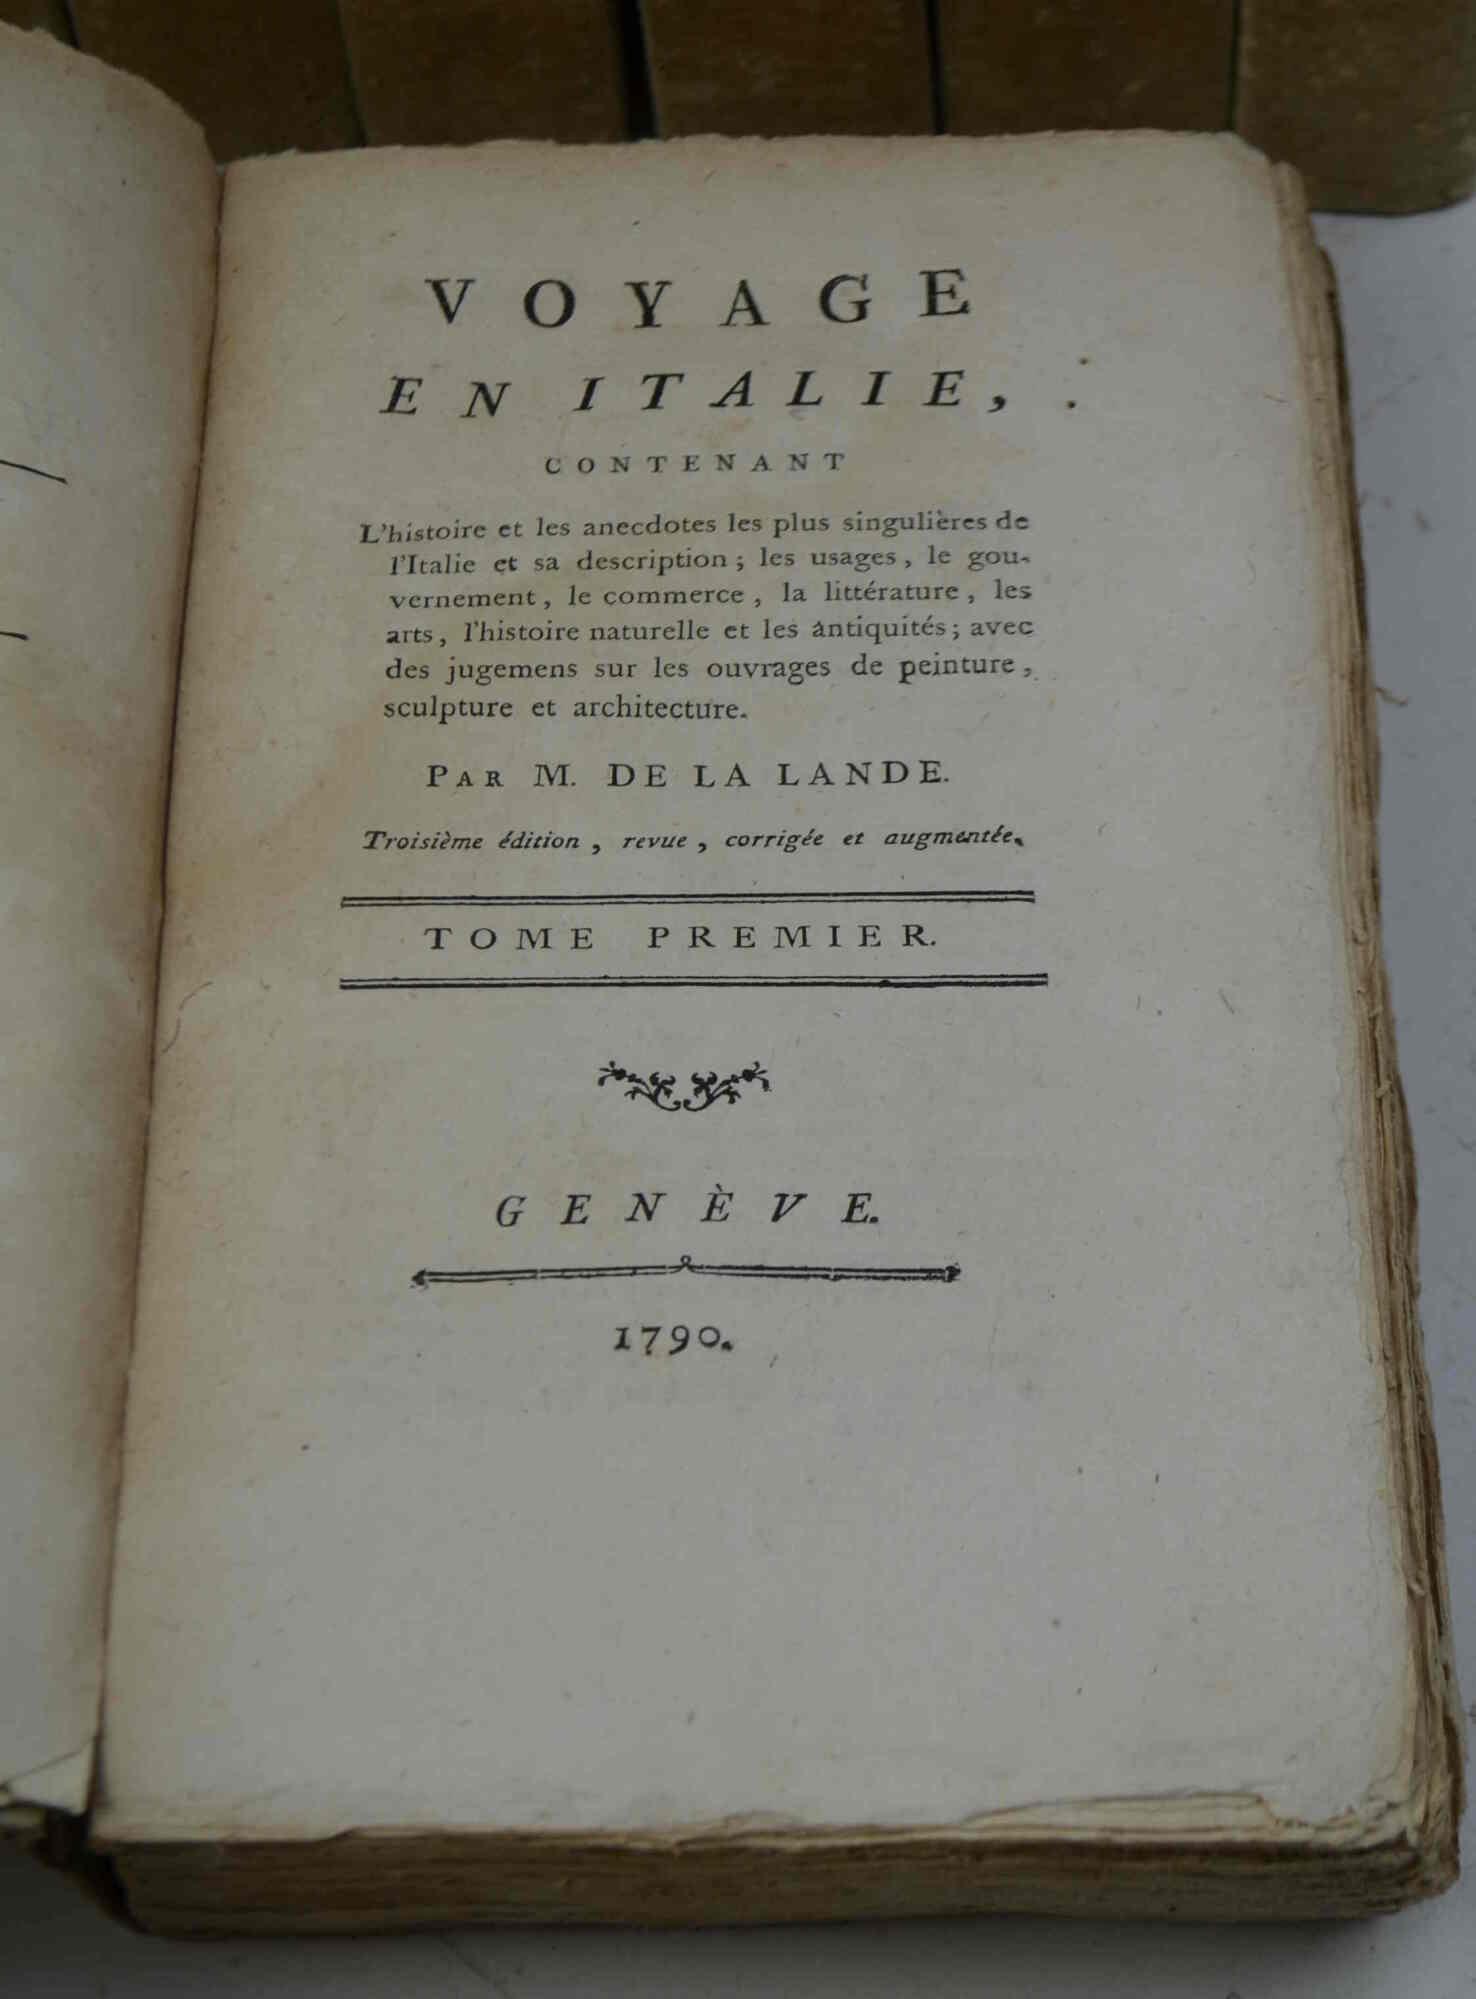 VOYAGE
EN ITALIE,
CONTENANT
L'histoire et les anecdotes les plus singulières de
l'Italie et sa description ; les usages, le gou-
vernement, le commerce, la littérature, les
arts, l'histoire naturelle et les antiquités ; avec
des jugemens sur les ouvrages de peinture,
sculpture et architecture.
PAR M. DE LA LANDE.
Troisième édition, revue, corrigée et augmentée.
TOME PREMIER.
GENÈVE.
1790.